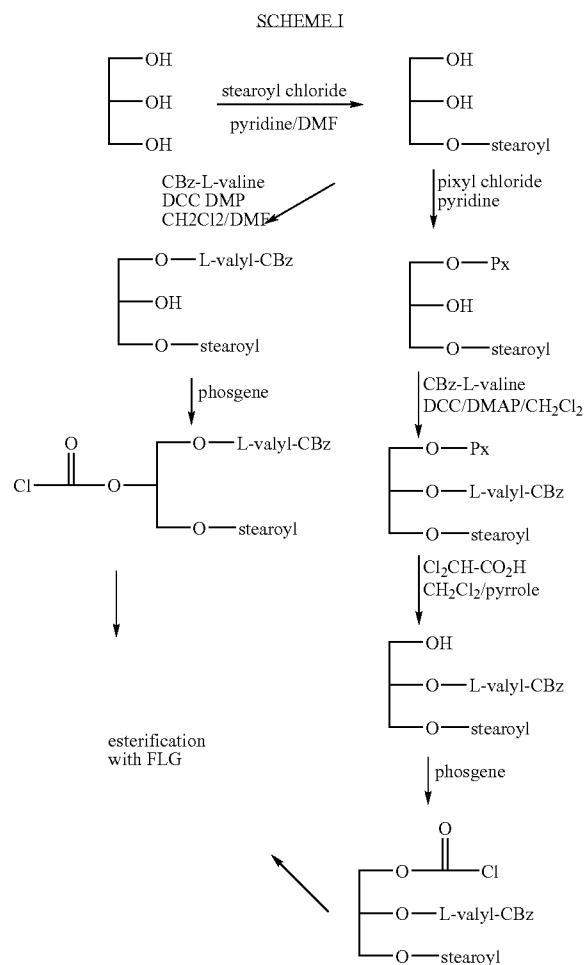 SCHEME I
OH
OH
OH
stearoyl chloride
pyridine/DMF
OH
OH
O—stearoyl
CBz-L-valine
DCC DMP
CH2Cl2/DMF
pixyl chloride
pyridine
O—L-valyl-CBz
OH
O—stearoyl
O—Px
OH
O—stearoyl
phosgene
CBz-L-valine
DCC/DMAP/CH₂Cl₂
O
Cl
O
O—L-valyl-CBz
O—stearoyl
O—Px
O—L-valyl-CBz
O—stearoyl
Cl₂CH-CO₂H
CH₂Cl₂/pyrrole
OH
O—L-valyl-CBz
O—stearoyl
esterification
with FLG
phosgene
O
O
Cl
O—L-valyl-CBz
O—stearoyl